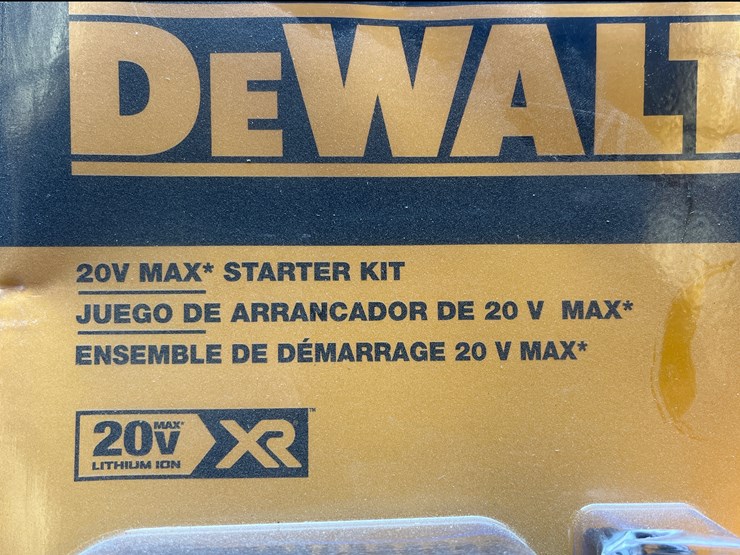 DEWALT
20V MAX* STARTER KIT
JUEGO DE ARRANCADOR DE 20 V MAX*
ENSEMBLE DE DÉMARRAGE 20 V MAX*
20V MAX* XR™
LITHIUM ION